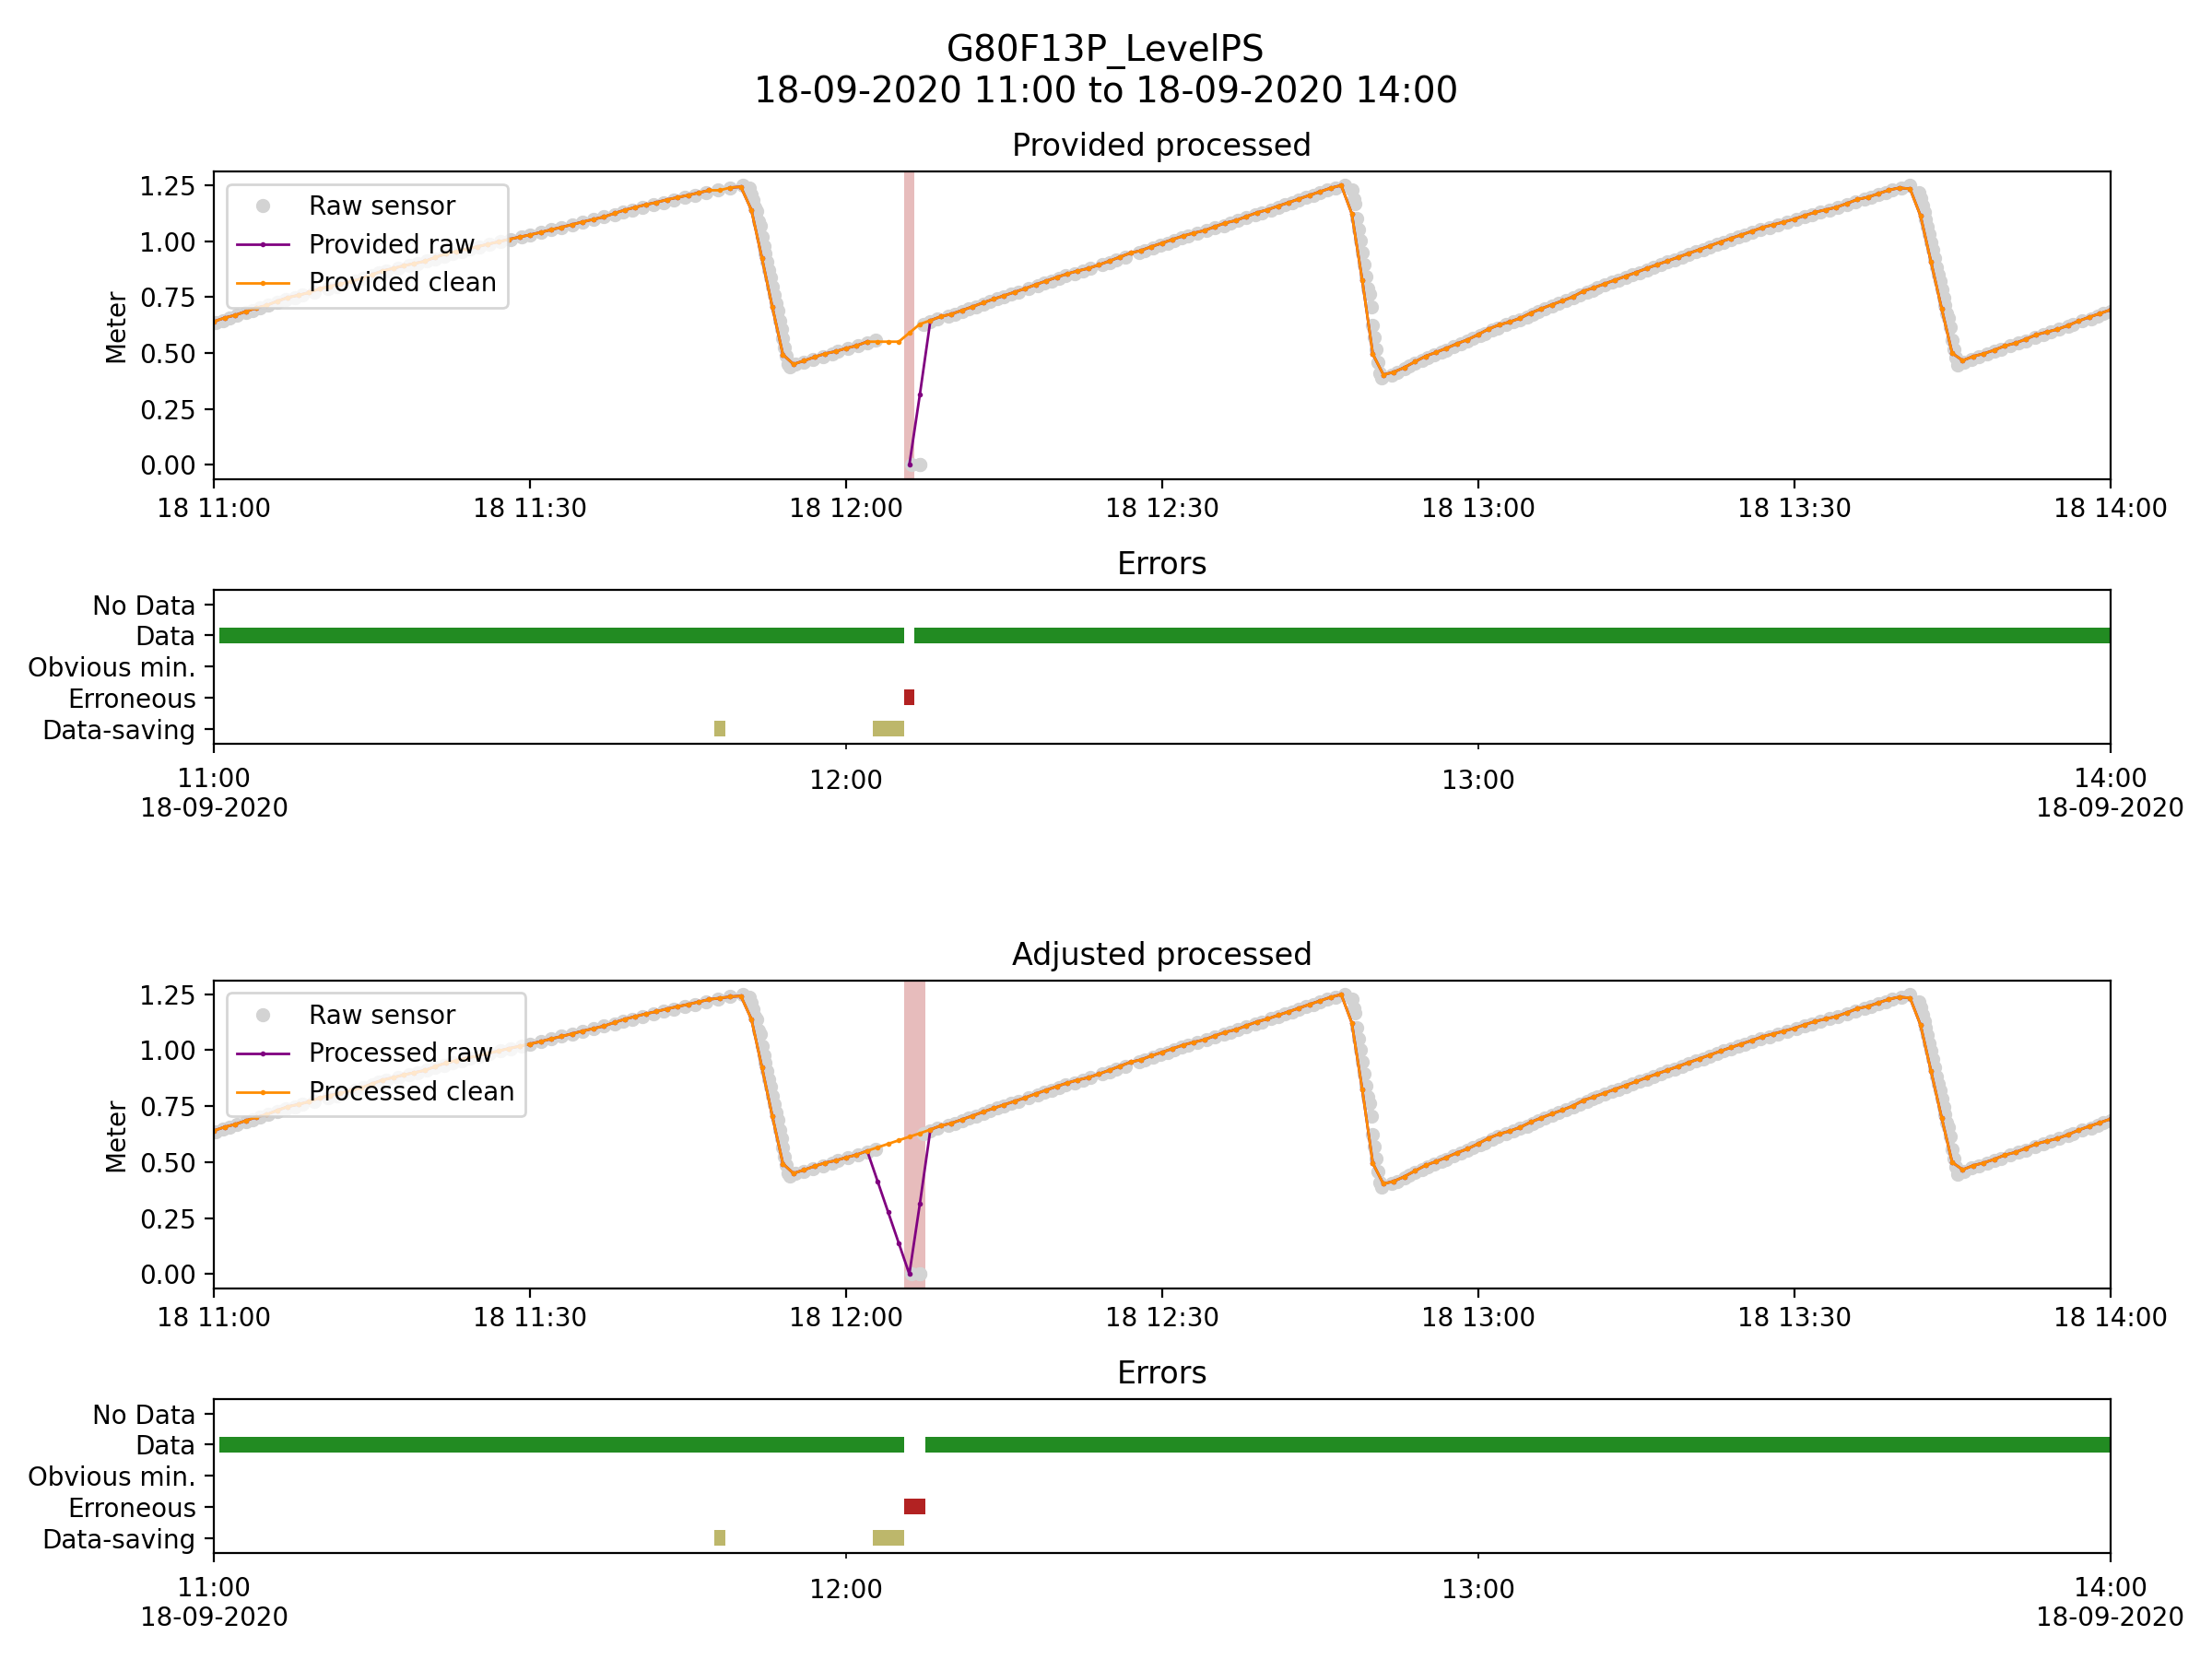 G80F13P_LevelPS
18-09-2020 11:00 to 18-09-2020 14:00
Provided processed
1.25
1.00
0.75
0.50
0.25
0.00
Meter
Raw sensor
Provided raw
Provided clean
18 11:00 18 11:30 18 12:00 18 12:30 18 13:00 18 13:30 18 14:00
Errors
No Data
Data
Obvious min.
Erroneous
Data-saving
11:00 12:00 13:00 14:00
18-09-2020 18-09-2020
Adjusted processed
1.25
1.00
0.75
0.50
0.25
0.00
Meter
Raw sensor
Processed raw
Processed clean
18 11:00 18 11:30 18 12:00 18 12:30 18 13:00 18 13:30 18 14:00
Errors
No Data
Data
Obvious min.
Erroneous
Data-saving
11:00 12:00 13:00 14:00
18-09-2020 18-09-2020